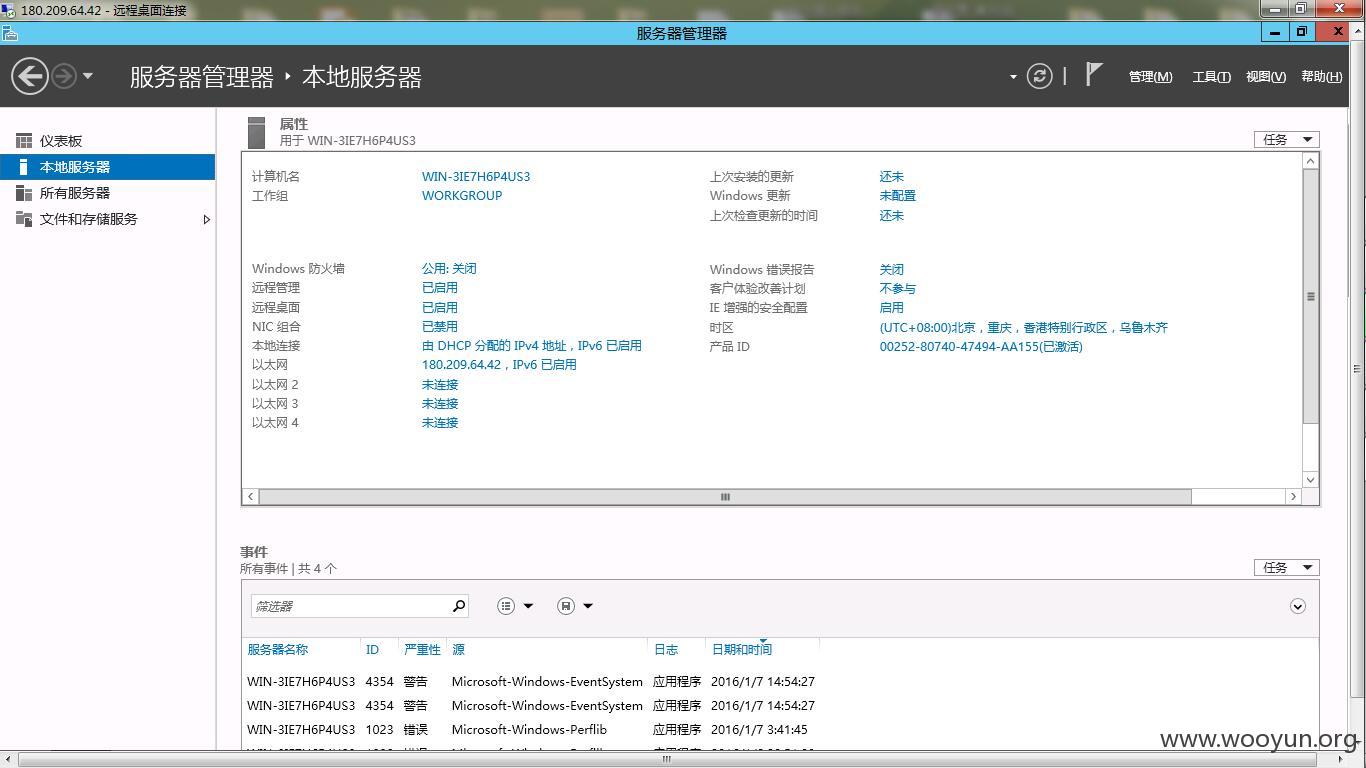 180.209.64.42 - 远程桌面连接
服务器管理器
服务器管理器 ‣ 本地服务器
管理(M) 工具(T) 视图(V) 帮助(H)
仪表板
本地服务器
所有服务器
文件和存储服务
属性
用于 WIN-3IE7H6P4US3
任务
计算机名 WIN-3IE7H6P4US3 上次安装的更新 还未
工作组 WORKGROUP Windows 更新 未配置
上次检查更新的时间 还未
Windows 防火墙 公用: 关闭 Windows 错误报告 关闭
远程管理 已启用 客户体验改善计划 不参与
远程桌面 已启用 IE 增强的安全配置 启用
NIC 组合 已禁用 时区 (UTC+08:00)北京，重庆，香港特别行政区，乌鲁木齐
本地连接 由 DHCP 分配的 IPv4 地址，IPv6 已启用 产品 ID 00252-80740-47494-AA155(已激活)
以太网 180.209.64.42，IPv6 已启用
以太网 2 未连接
以太网 3 未连接
以太网 4 未连接
事件
所有事件 | 共 4 个
任务
筛选器
服务器名称 ID 严重性 源 日志 日期和时间
WIN-3IE7H6P4US3 4354 警告 Microsoft-Windows-EventSystem 应用程序 2016/1/7 14:54:27
WIN-3IE7H6P4US3 4354 警告 Microsoft-Windows-EventSystem 应用程序 2016/1/7 14:54:27
WIN-3IE7H6P4US3 1023 错误 Microsoft-Windows-Perflib 应用程序 2016/1/7 3:41:45
www.wooyun.org